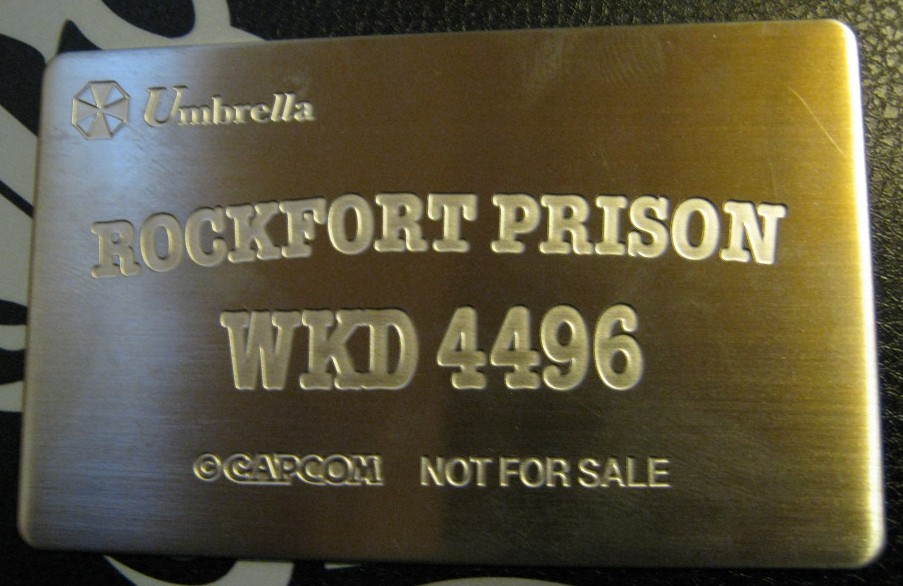 Umbrella
ROCKFORT PRISON
WKD 4496
©CAPCOM NOT FOR SALE